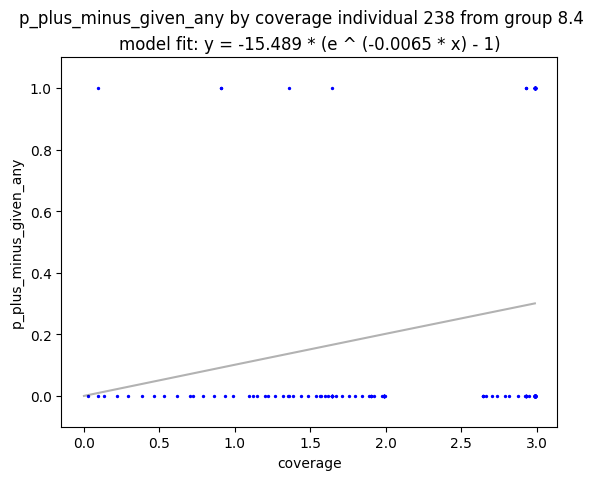 p_plus_minus_given_any by coverage individual 238 from group 8.4
model fit: y = -15.489 * (e ^ (-0.0065 * x) - 1)
1.0
0.8
0.6
0.4
0.2
0.0
p_plus_minus_given_any
0.0 0.5 1.0 1.5 2.0 2.5 3.0
coverage